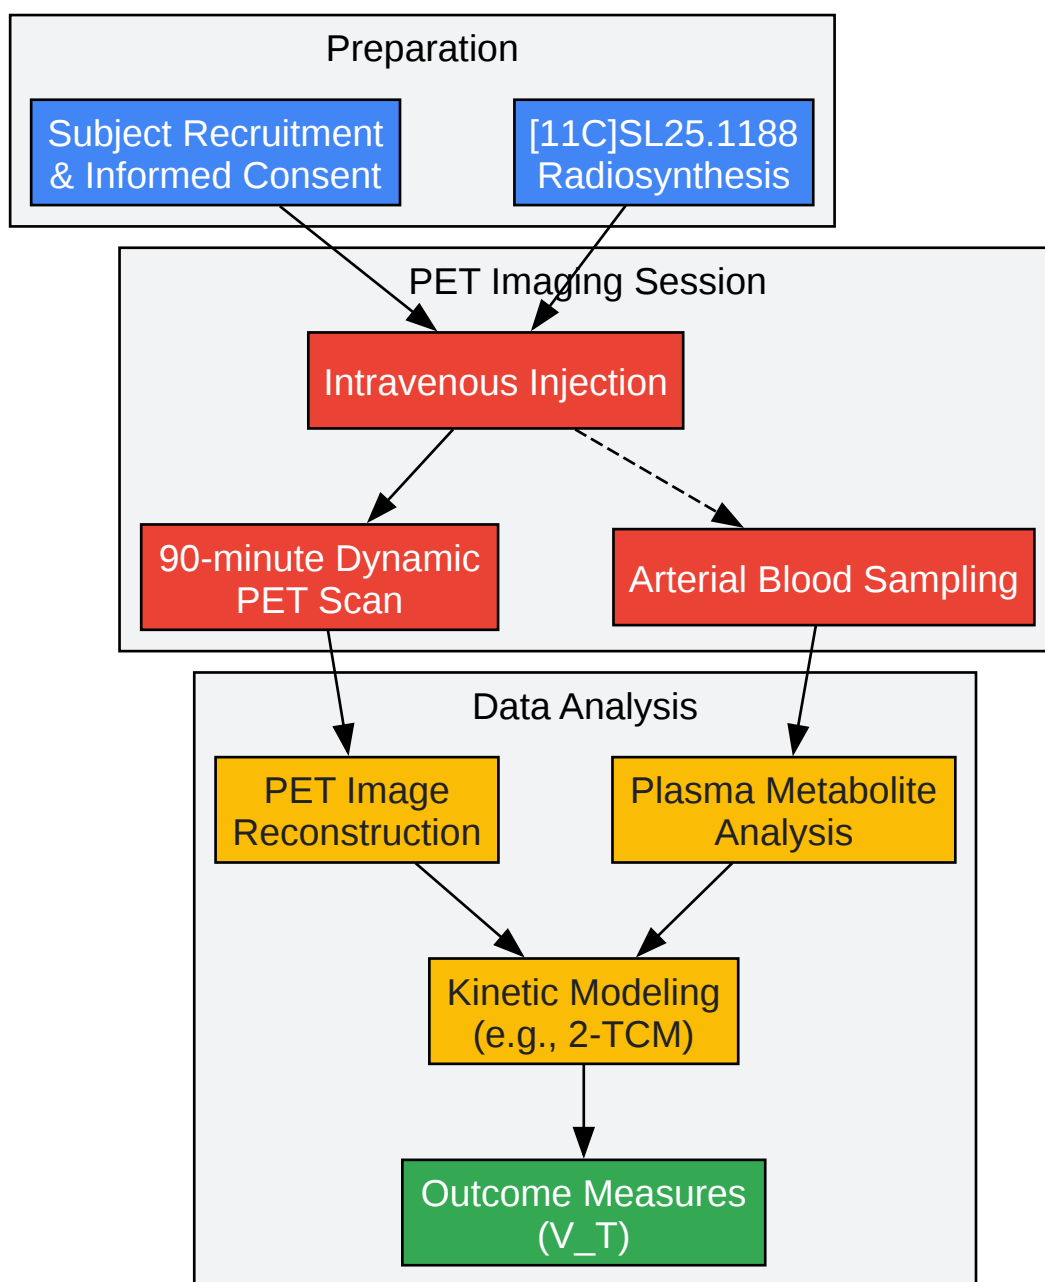 Preparation
Subject Recruitment
& Informed Consent
[11C]SL25.1188
Radiosynthesis
PET Imaging Session
Intravenous Injection
90-minute Dynamic
PET Scan
Arterial Blood Sampling
Data Analysis
PET Image
Reconstruction
Plasma Metabolite
Analysis
Kinetic Modeling
(e.g., 2-TCM)
Outcome Measures
(V_T)